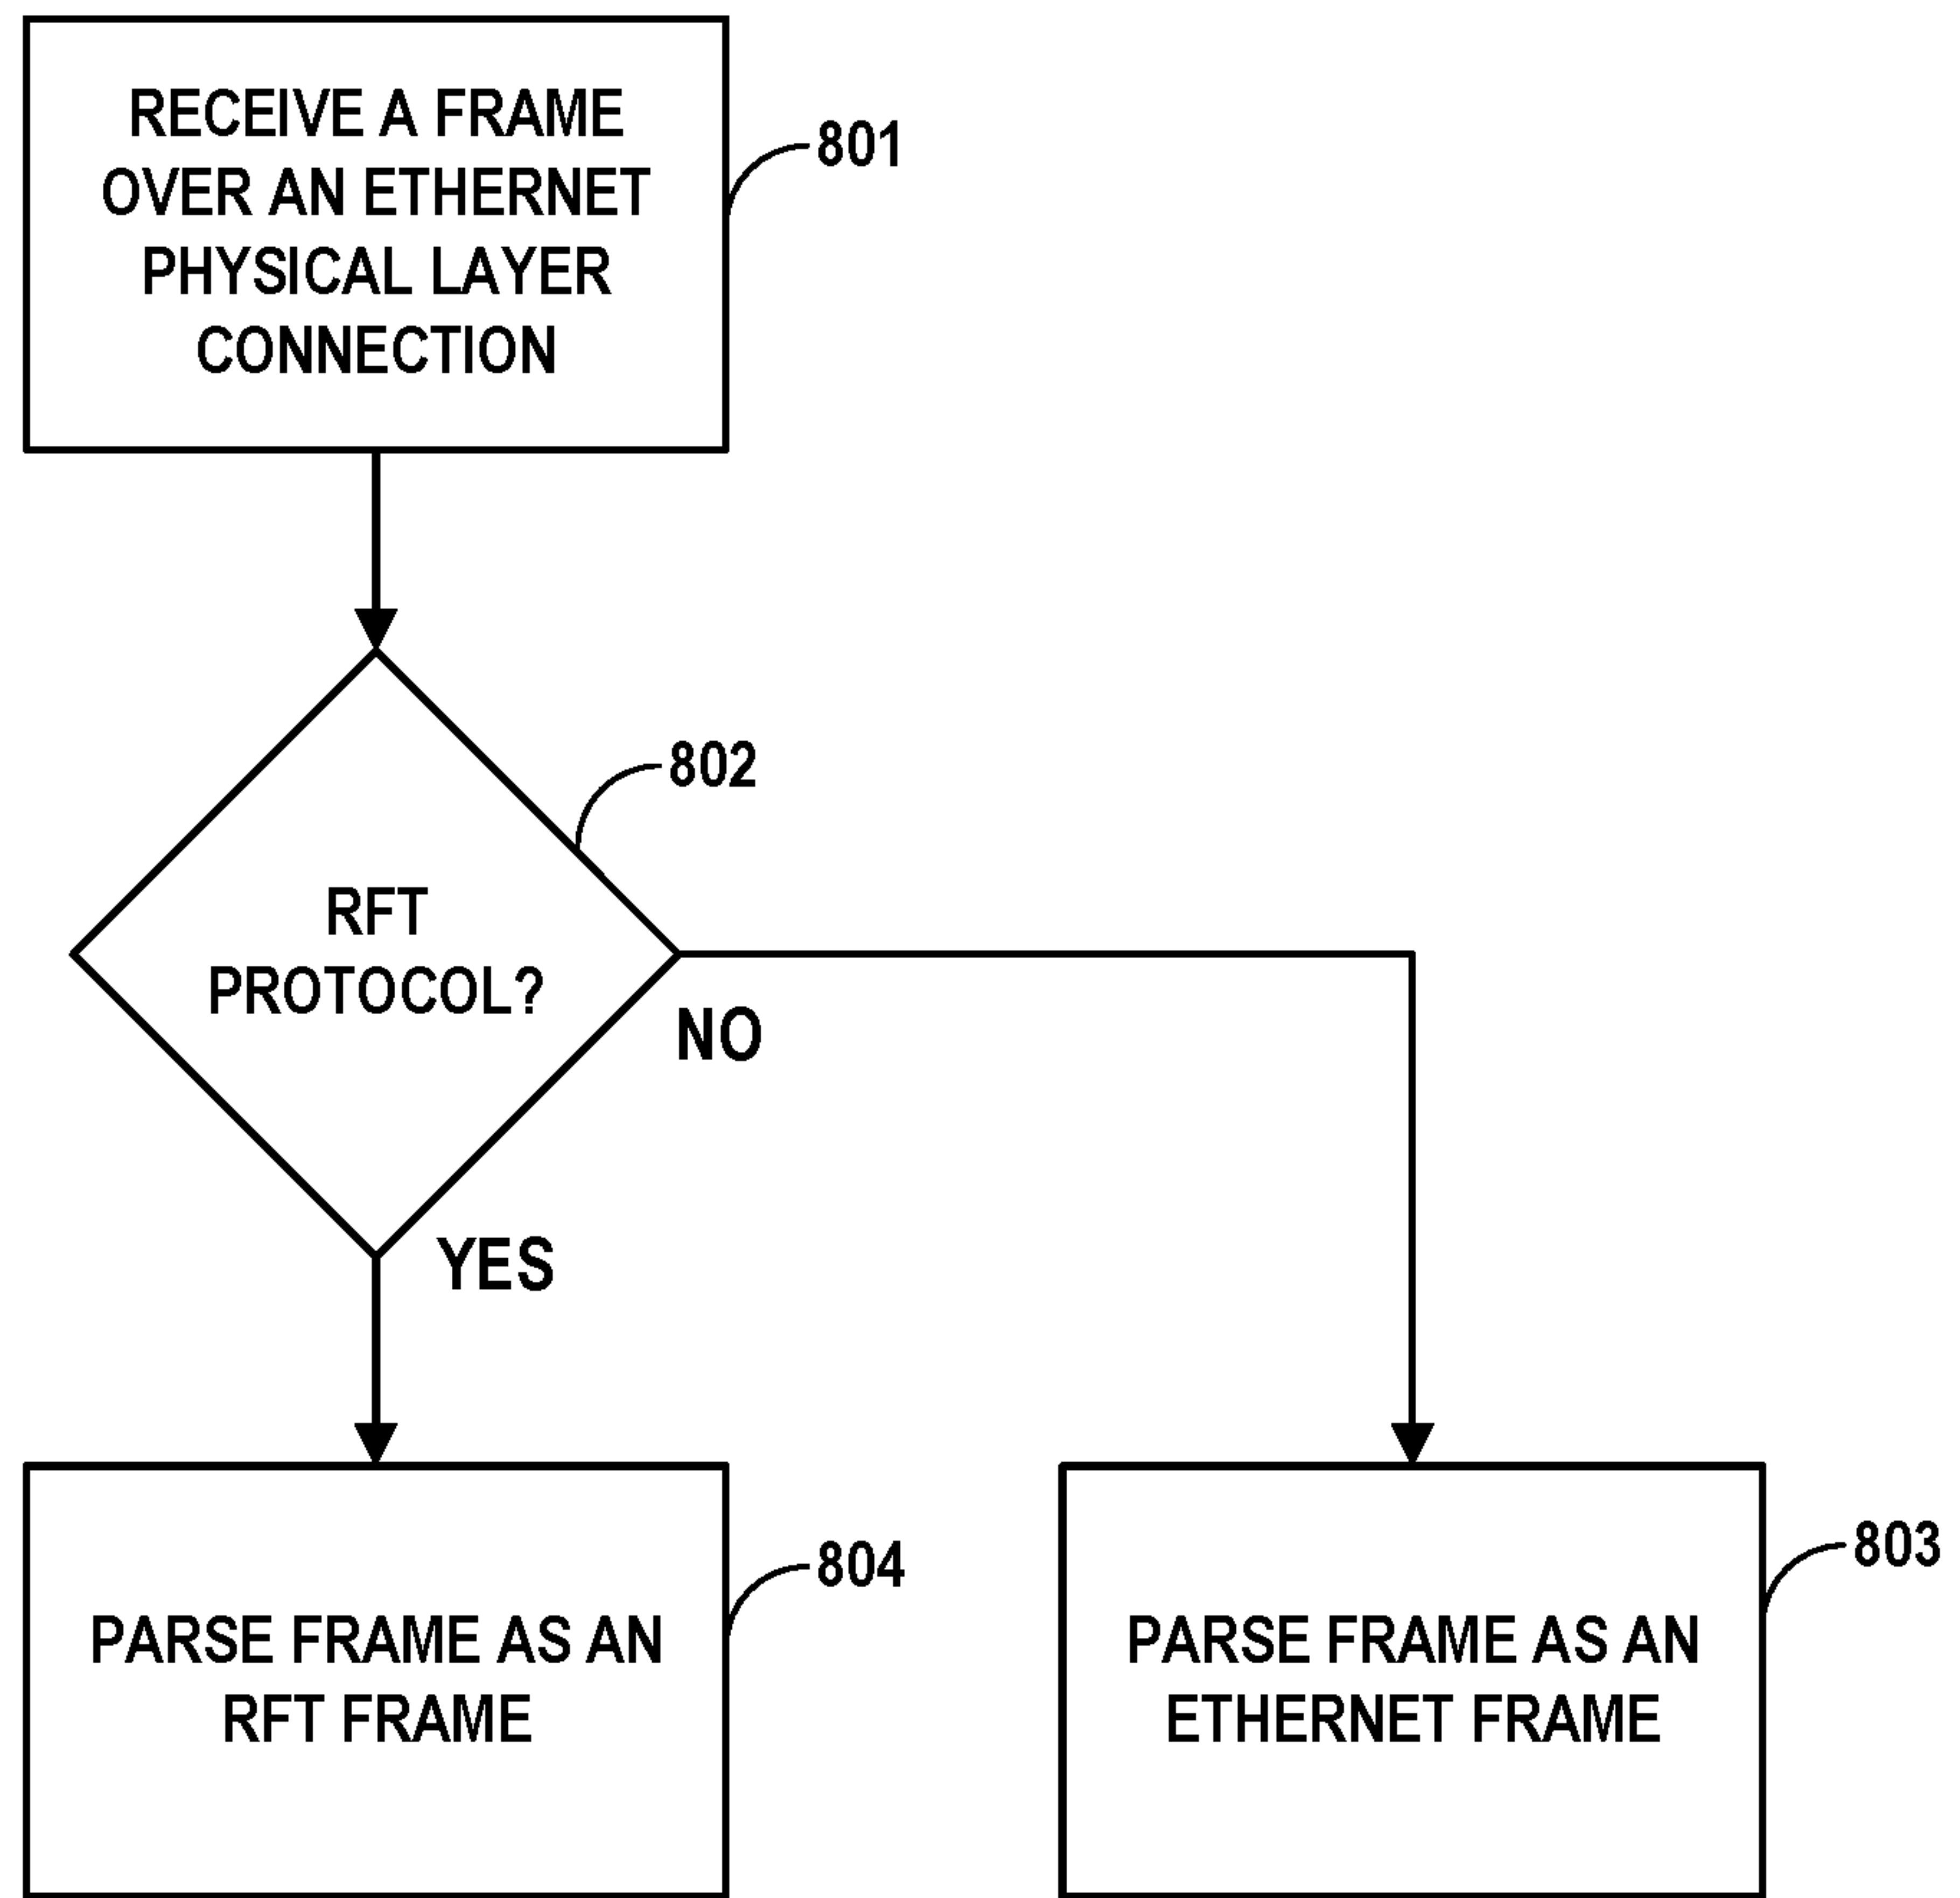 RECEIVE A FRAME
OVER AN ETHERNET
PHYSICAL LAYER
CONNECTION
801
802
RFT
PROTOCOL?
NO
YES
804
PARSE FRAME AS AN
RFT FRAME
803
PARSE FRAME AS AN
ETHERNET FRAME